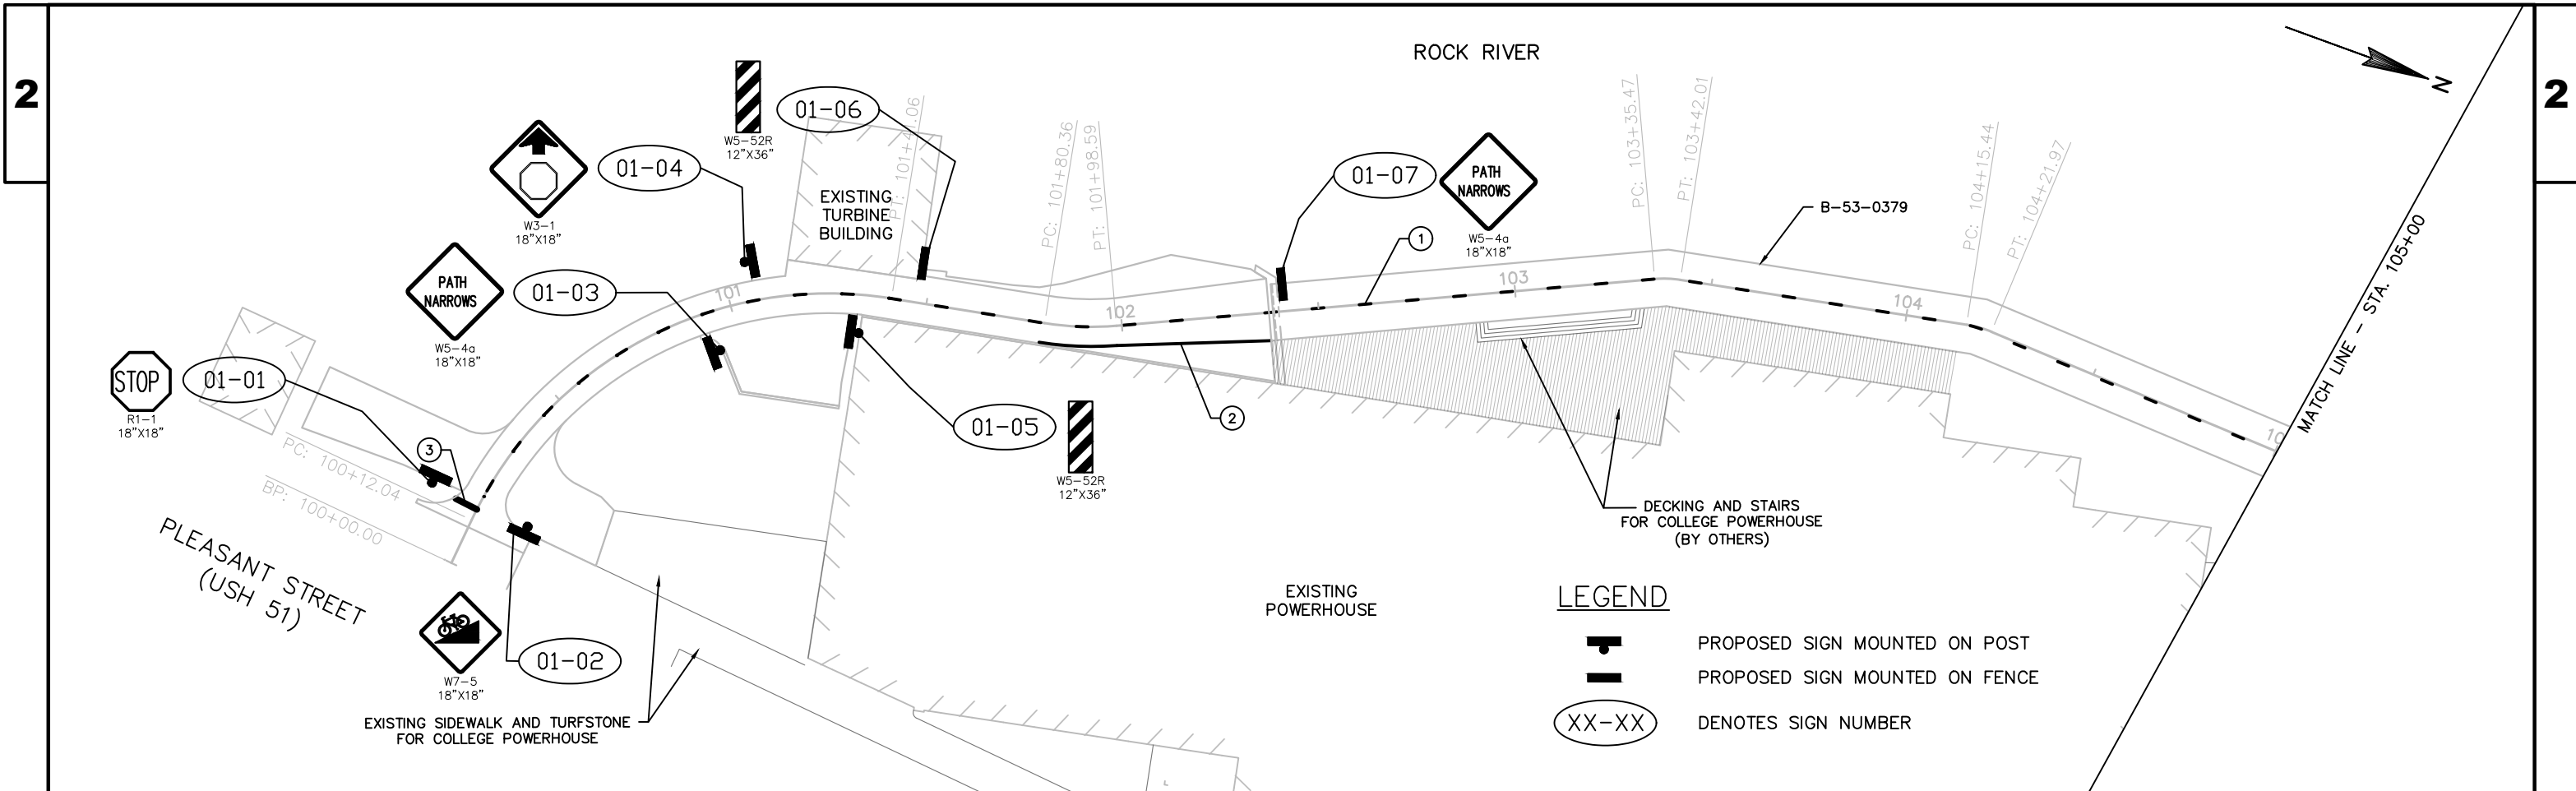 2
2
ROCK RIVER
N
W5-52R
12"X36"
01-06
PT: 101+41.06
W3-1
18"X18"
01-04
EXISTING
TURBINE
BUILDING
PC: 101+80.36
PT: 101+98.59
01-07
PATH
NARROWS
W5-4a
18"X18"
1
PC: 103+35.47
PT: 103+42.01
B-53-0379
PC: 104+15.44
PT: 104+21.97
MATCH LINE - STA. 105+00
PATH
NARROWS
W5-4a
18"X18"
01-03
101
102
103
104
10
STOP
R1-1
18"X18"
01-01
3
PC: 100+12.04
BP: 100+00.00
PLEASANT STREET
(USH 51)
01-05
W5-52R
12"X36"
2
DECKING AND STAIRS
FOR COLLEGE POWERHOUSE
(BY OTHERS)
W7-5
18"X18"
01-02
EXISTING SIDEWALK AND TURFSTONE
FOR COLLEGE POWERHOUSE
EXISTING
POWERHOUSE
LEGEND
PROPOSED SIGN MOUNTED ON POST
PROPOSED SIGN MOUNTED ON FENCE
XX-XX DENOTES SIGN NUMBER